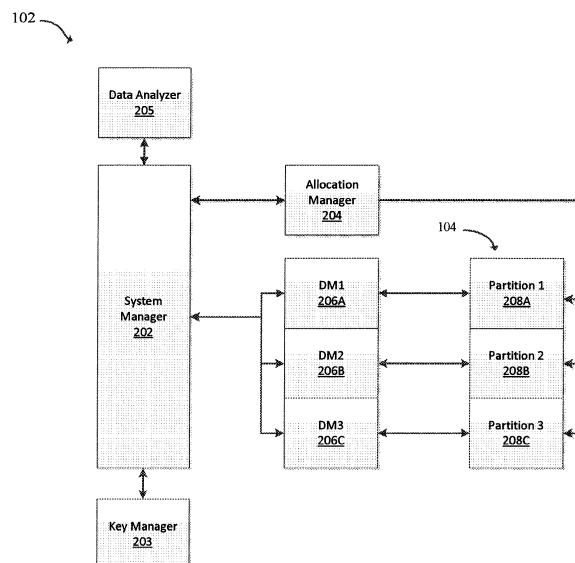 102
Data Analyzer
205
Allocation
Manager
204
104
System
Manager
202
DM1
206A
Partition 1
208A
DM2
206B
Partition 2
208B
DM3
206C
Partition 3
208C
Key Manager
203